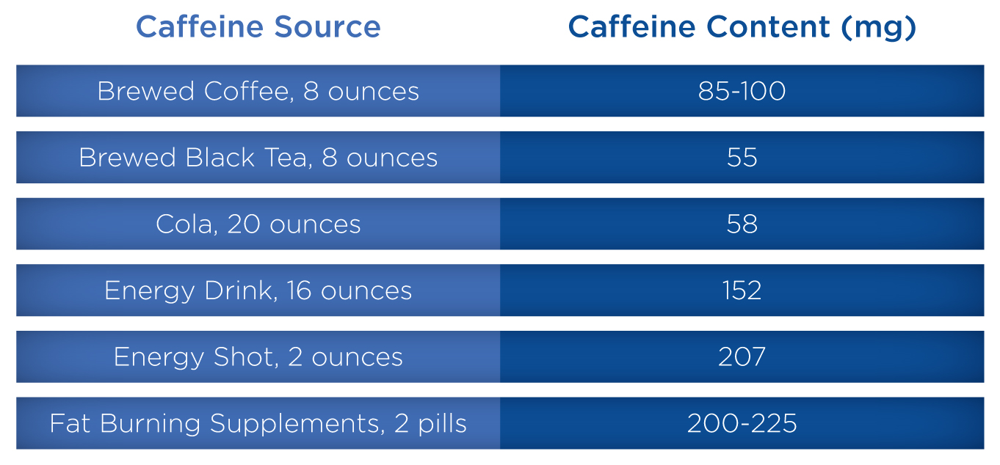 Caffeine Source Caffeine Content (mg)
Brewed Coffee, 8 ounces 85-100
Brewed Black Tea, 8 ounces 55
Cola, 20 ounces 58
Energy Drink, 16 ounces 152
Energy Shot, 2 ounces 207
Fat Burning Supplements, 2 pills 200-225